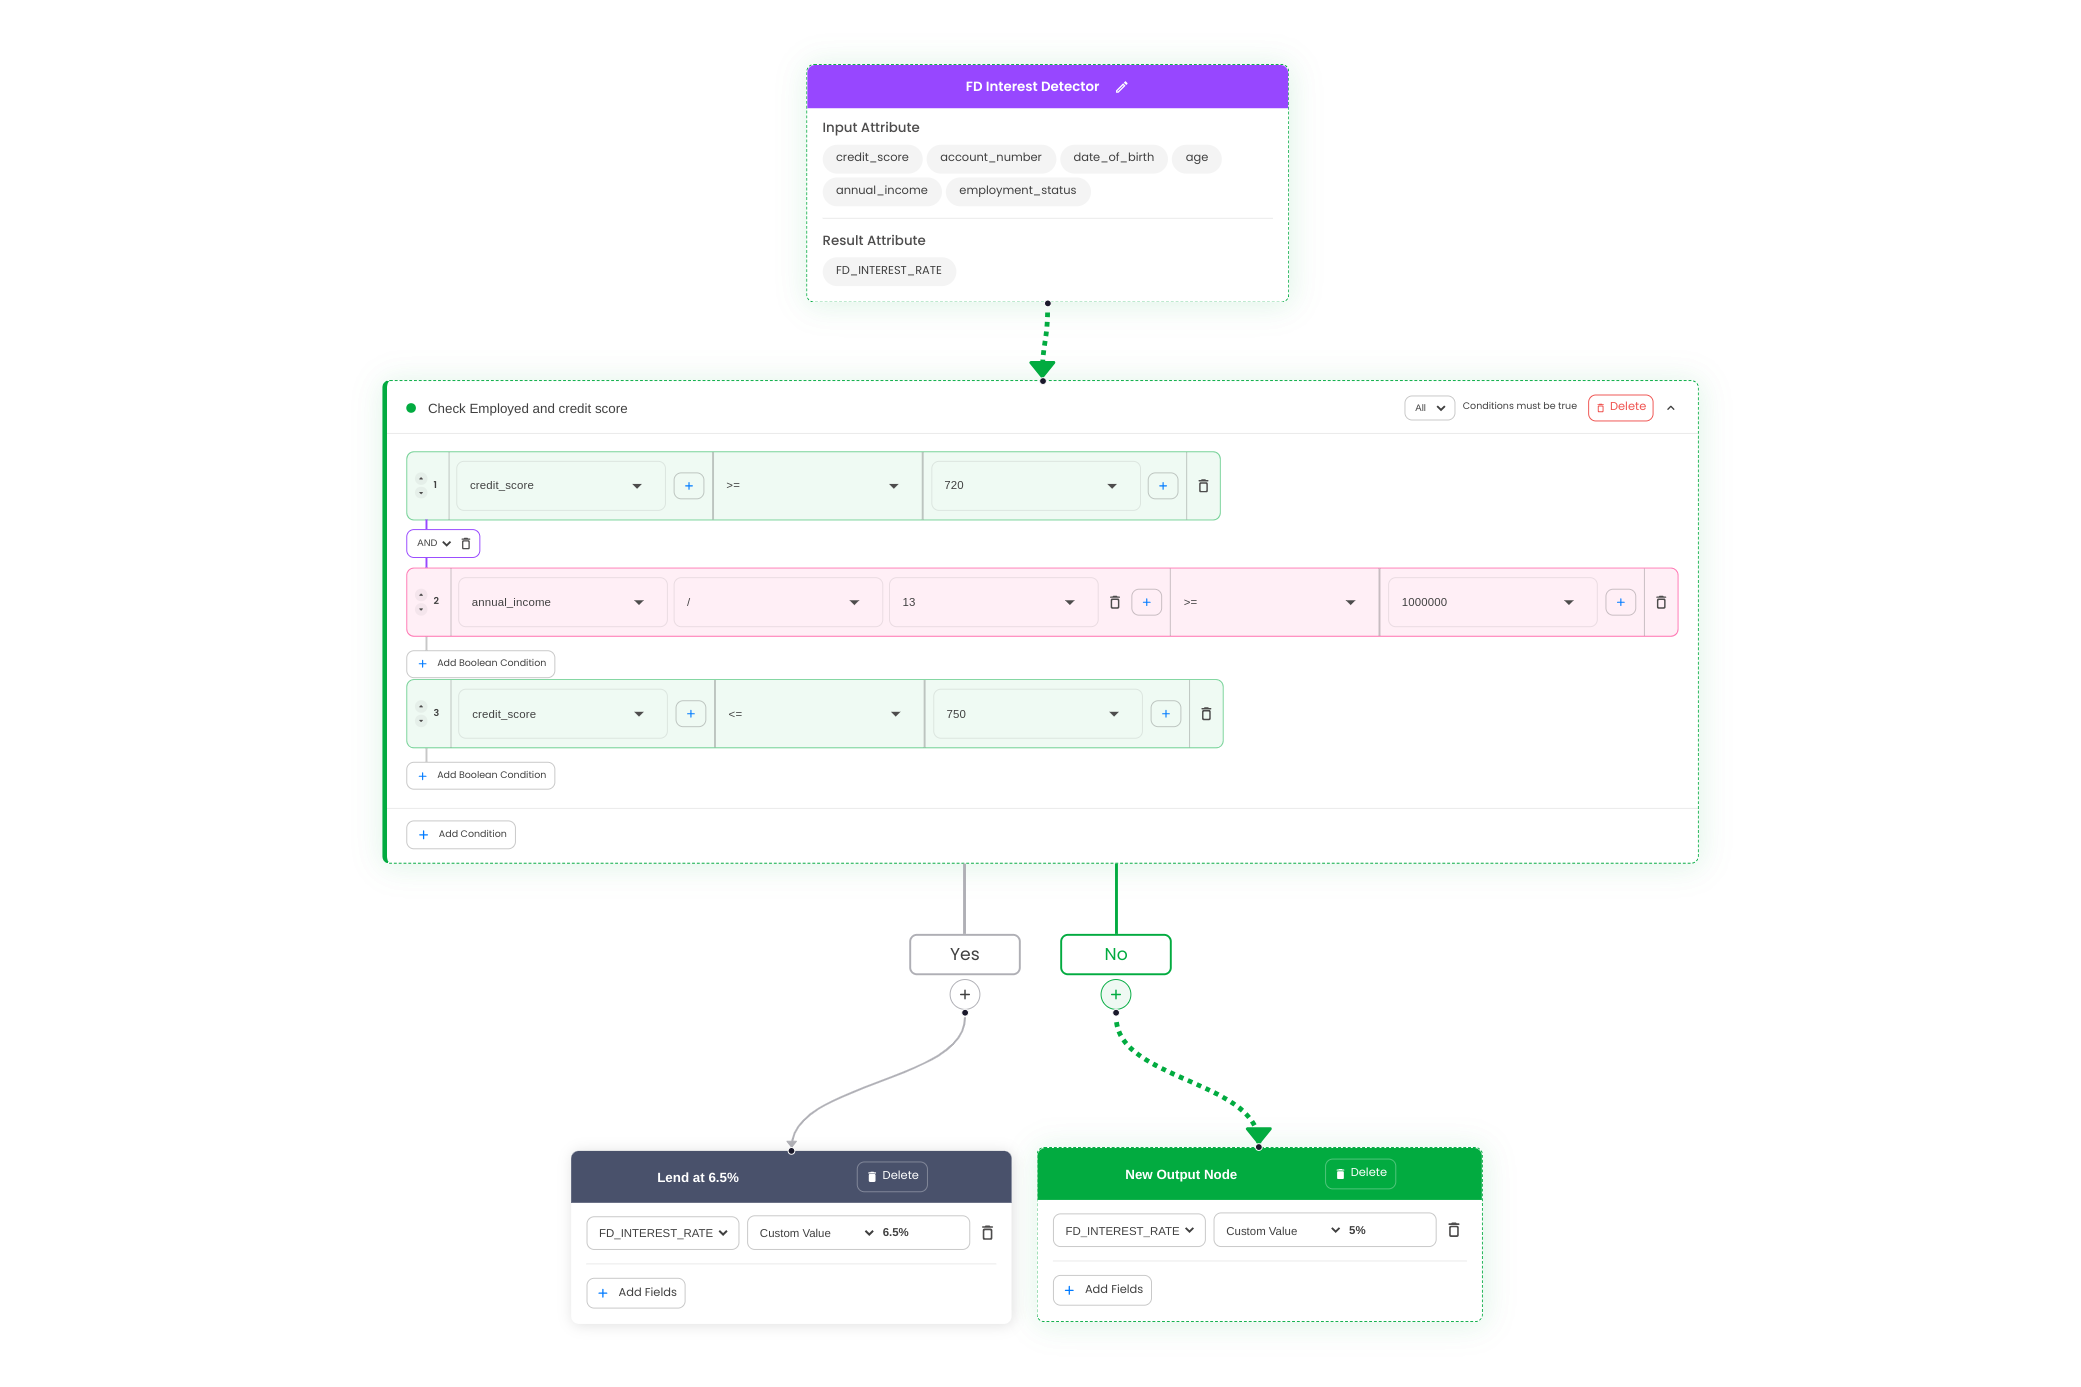 FD Interest Detector
Input Attribute
credit_score account_number date_of_birth age
annual_income employment_status
Result Attribute
FD_INTEREST_RATE
Check Employed and credit score All Conditions must be true Delete
1 credit_score + >= 720 +
AND
2 annual_income / 13 + >= 1000000 +
+ Add Boolean Condition
3 credit_score + <= 750 +
+ Add Boolean Condition
+ Add Condition
Yes No
+ +
Lend at 6.5% Delete
FD_INTEREST_RATE Custom Value 6.5%
+ Add Fields
New Output Node Delete
FD_INTEREST_RATE Custom Value 5%
+ Add Fields